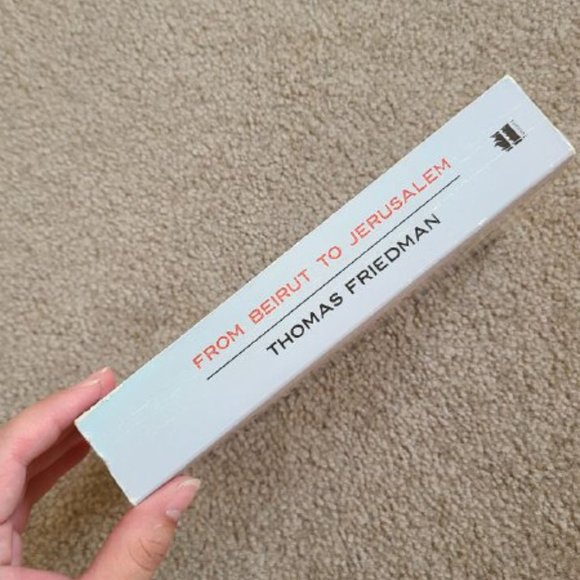 FROM BEIRUT TO JERUSALEM
THOMAS FRIEDMAN